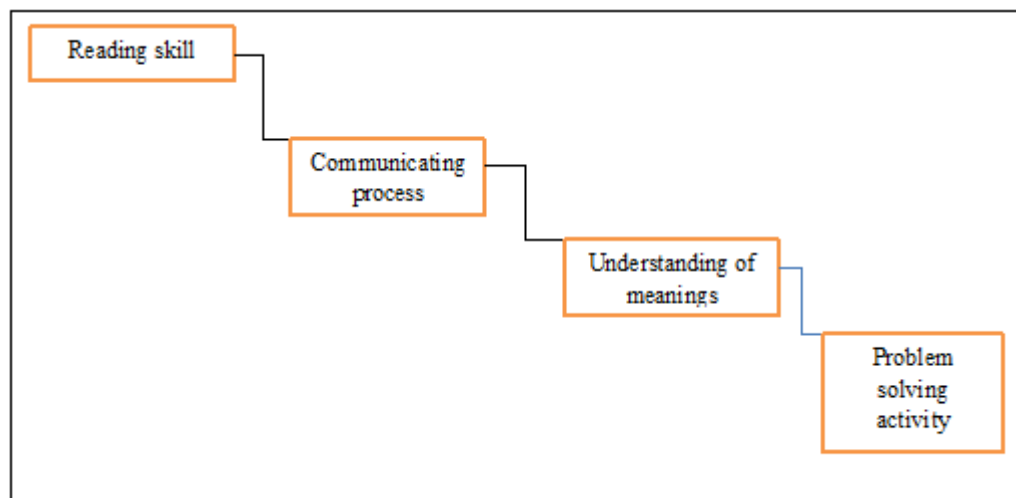 Reading skill
Communicating
process
Understanding of
meanings
Problem
solving
activity